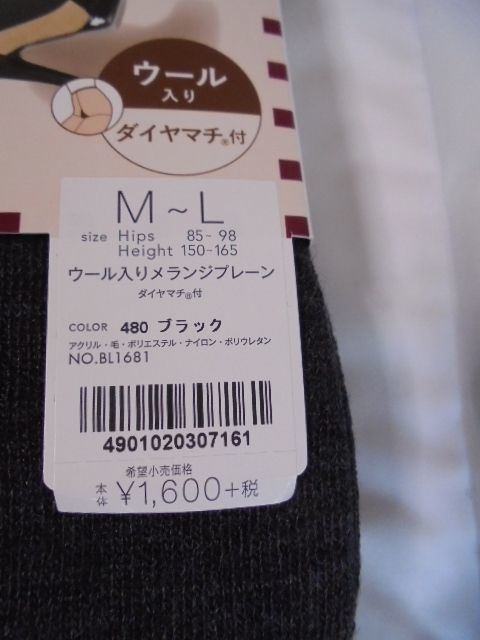 ウール
入り
ダイヤマチ®付
M~L
size Hips 85~98
Height 150-165
ウール入りメランジプレーン
ダイヤマチ®付
COLOR 480 ブラック
アクリル・毛・ポリエステル・ナイロン・ポリウレタン
NO.BL1681
4901020307161
希望小売価格
本体 ¥1,600+税